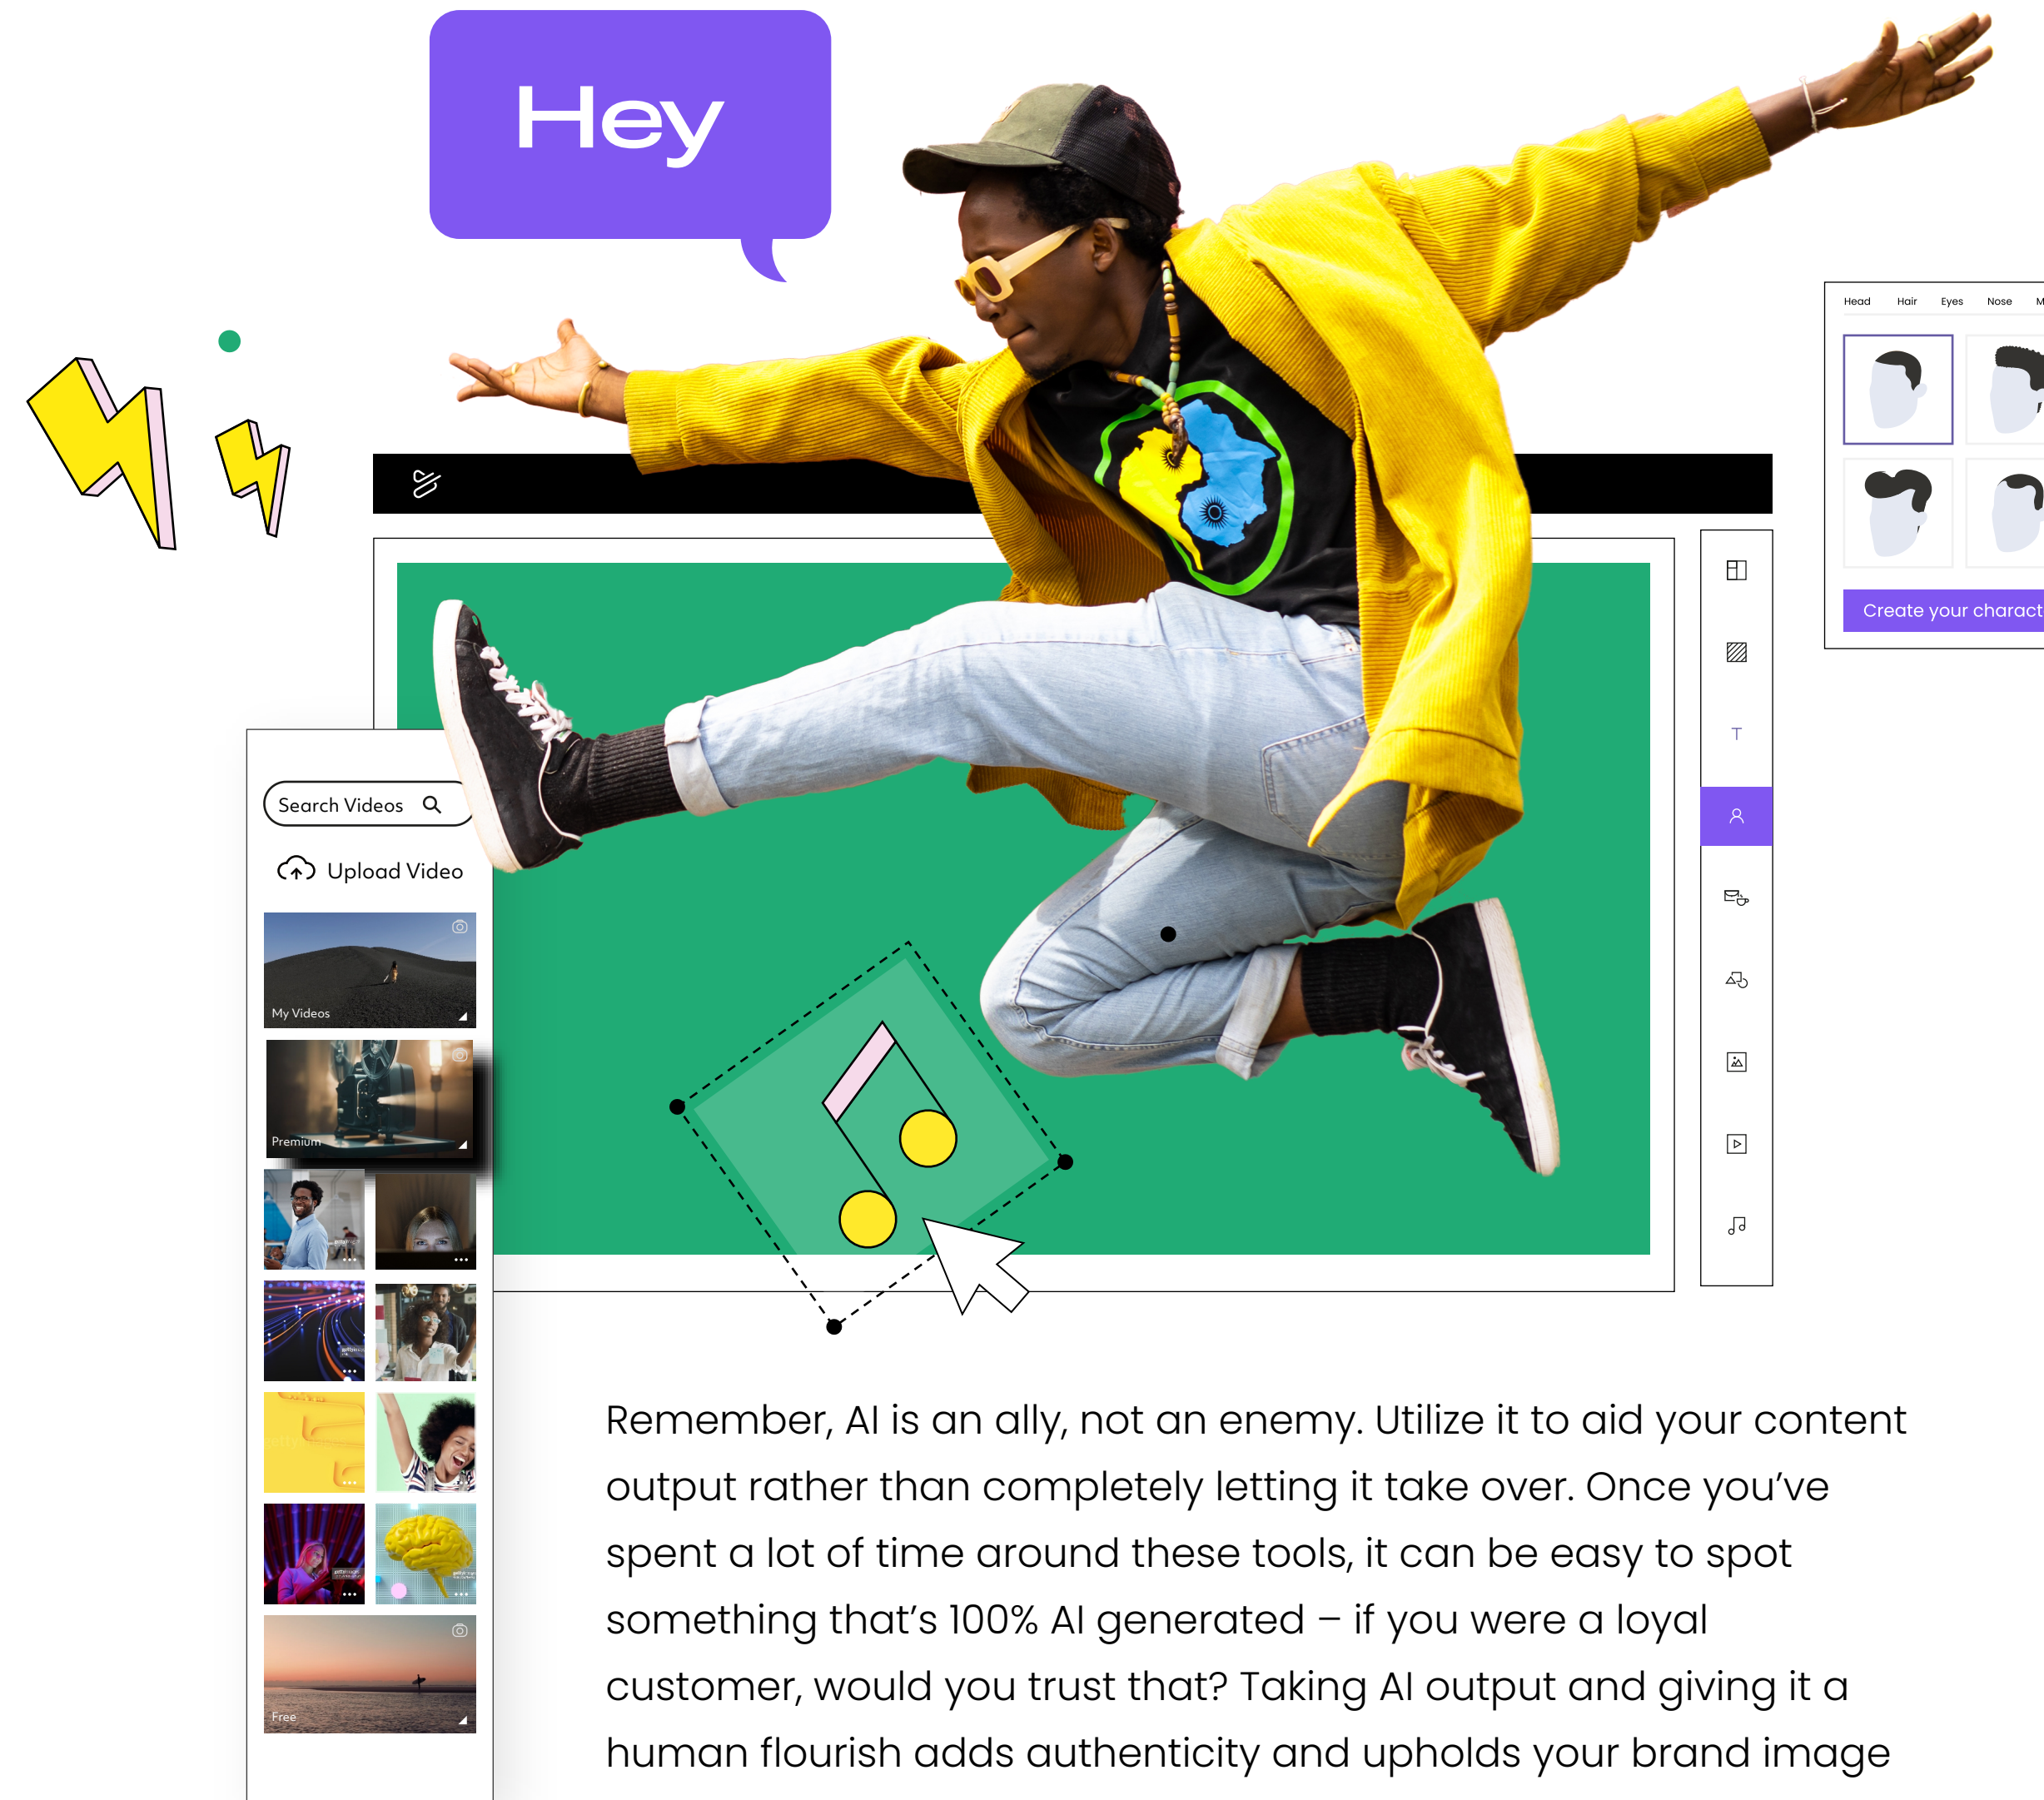 Hey
Head Hair Eyes Nose M
Create your charact
T
Search Videos
Upload Video
My Videos
Premium
Free
Remember, AI is an ally, not an enemy. Utilize it to aid your content
output rather than completely letting it take over. Once you’ve
spent a lot of time around these tools, it can be easy to spot
something that’s 100% AI generated – if you were a loyal
customer, would you trust that? Taking AI output and giving it a
human flourish adds authenticity and upholds your brand image